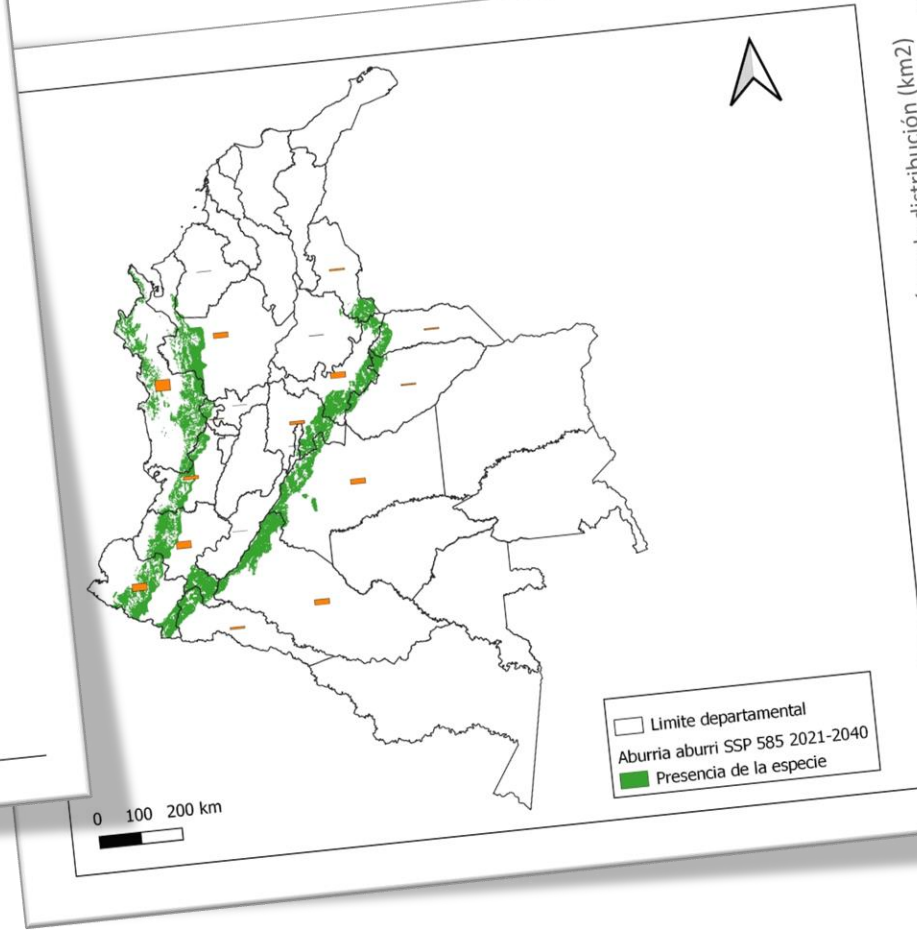 distribución (km2)
Limite departamental
Aburria aburri SSP 585 2021-2040
Presencia de la especie
0 100 200 km